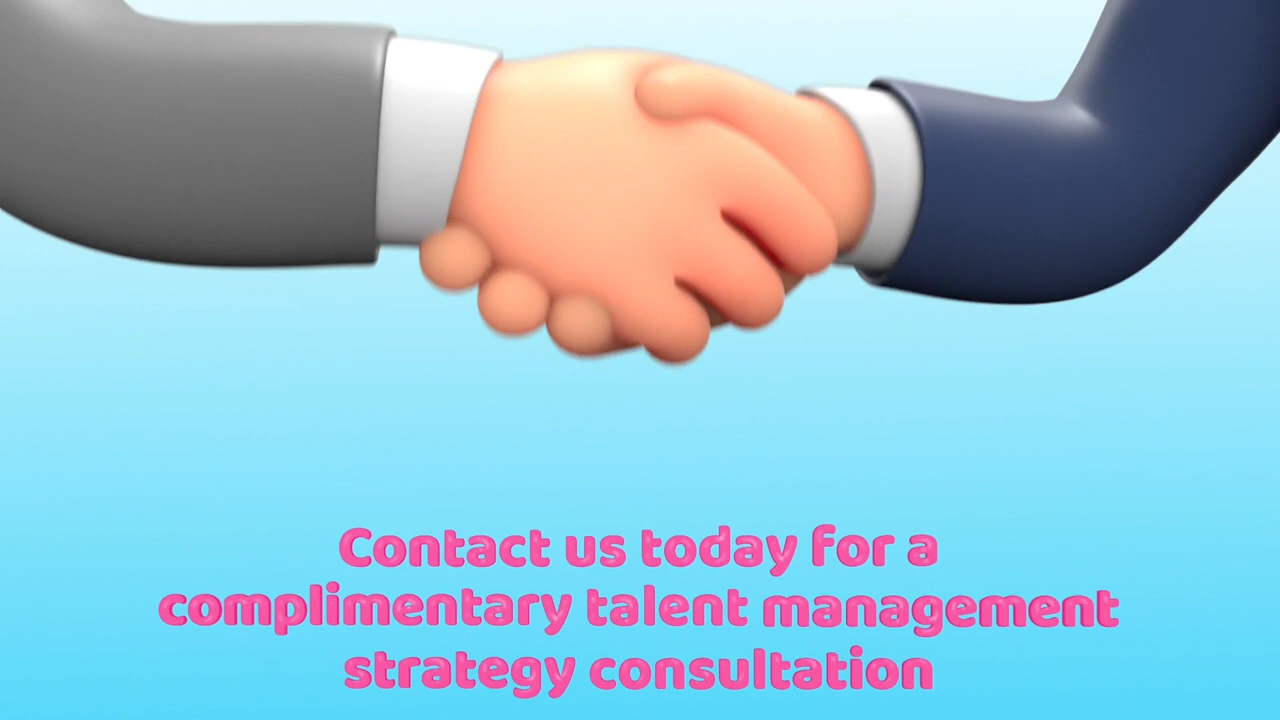 Contact us today for a
complimentary talent management
strategy consultation